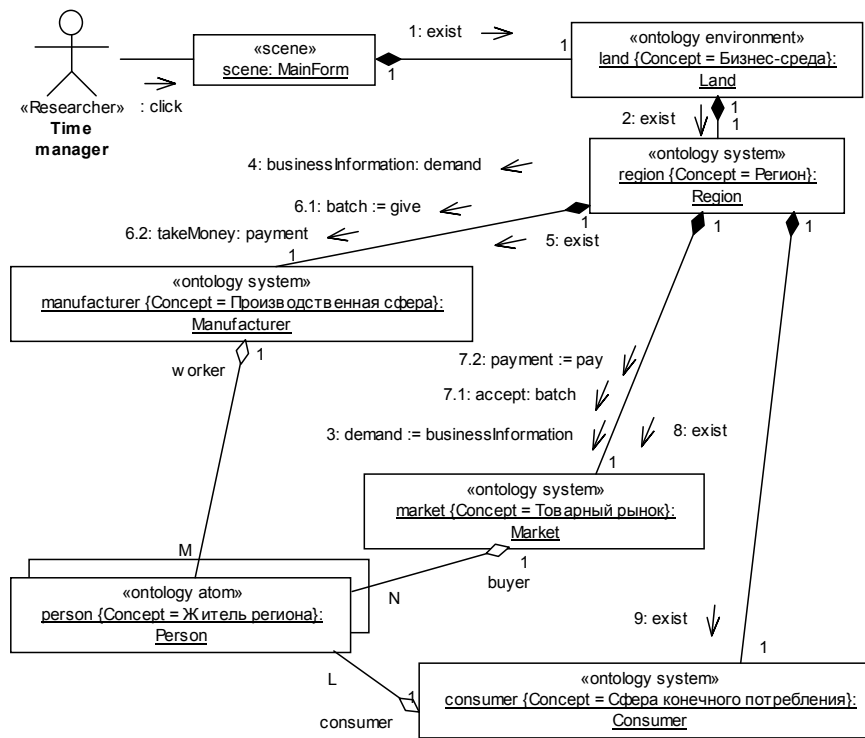 1: exist
«scene»
scene: MainForm
1
1
«ontology environment»
land {Concept = Бизнес-среда}:
Land
«Researcher»
Time
manager
: click
2: exist
1
1
«ontology system»
region {Concept = Регион}:
Region
4: businessInformation: demand
6.1: batch := give
6.2: takeMoney: payment
5: exist
1
1
1
1
«ontology system»
manufacturer {Concept = Производственная сфера}:
Manufacturer
worker
1
7.2: payment := pay
7.1: accept: batch
3: demand := businessInformation
8: exist
1
«ontology system»
market {Concept = Товарный рынок}:
Market
1
buyer
M
N
«ontology atom»
person {Concept = Житель региона}:
Person
9: exist
1
L
1
consumer
«ontology system»
consumer {Concept = Сфера конечного потребления}:
Consumer